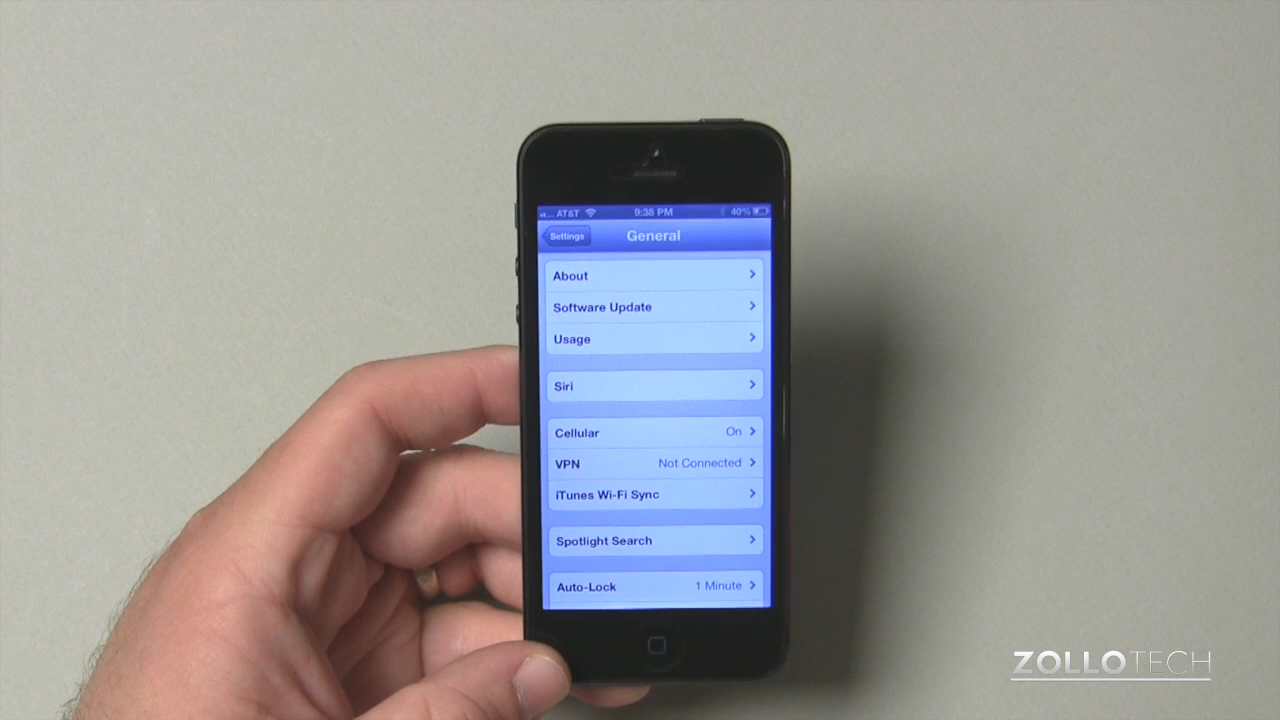 AT&T 9:38 PM 40%
Settings General
About
Software Update
Usage
Siri
Cellular On
VPN Not Connected
iTunes Wi-Fi Sync
Spotlight Search
Auto-Lock 1 Minute
ZOLLOTECH